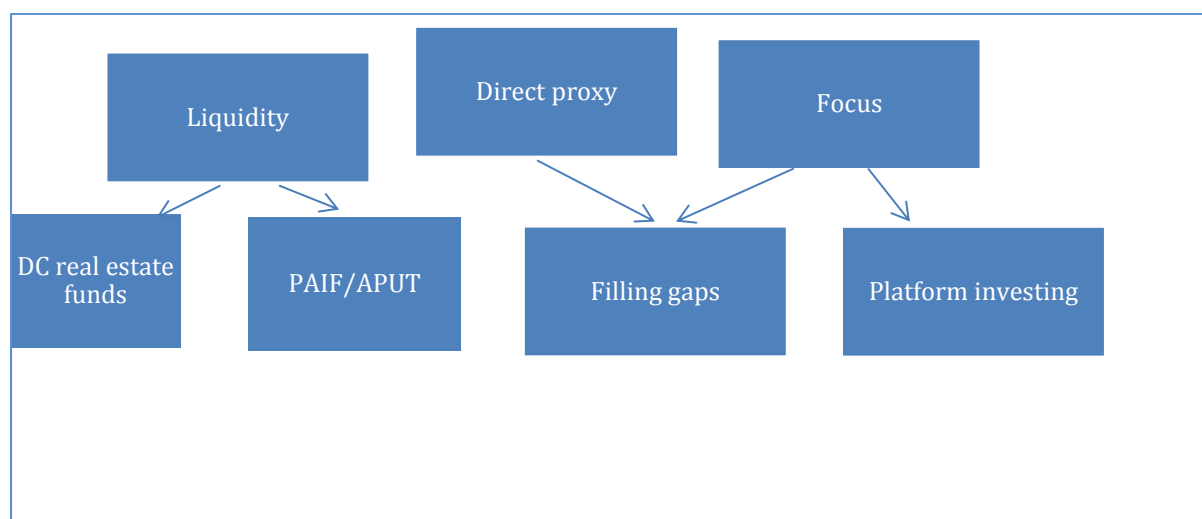 Liquidity
Direct proxy
Focus
DC real estate
funds
PAIF/APUT
Filling gaps
Platform investing